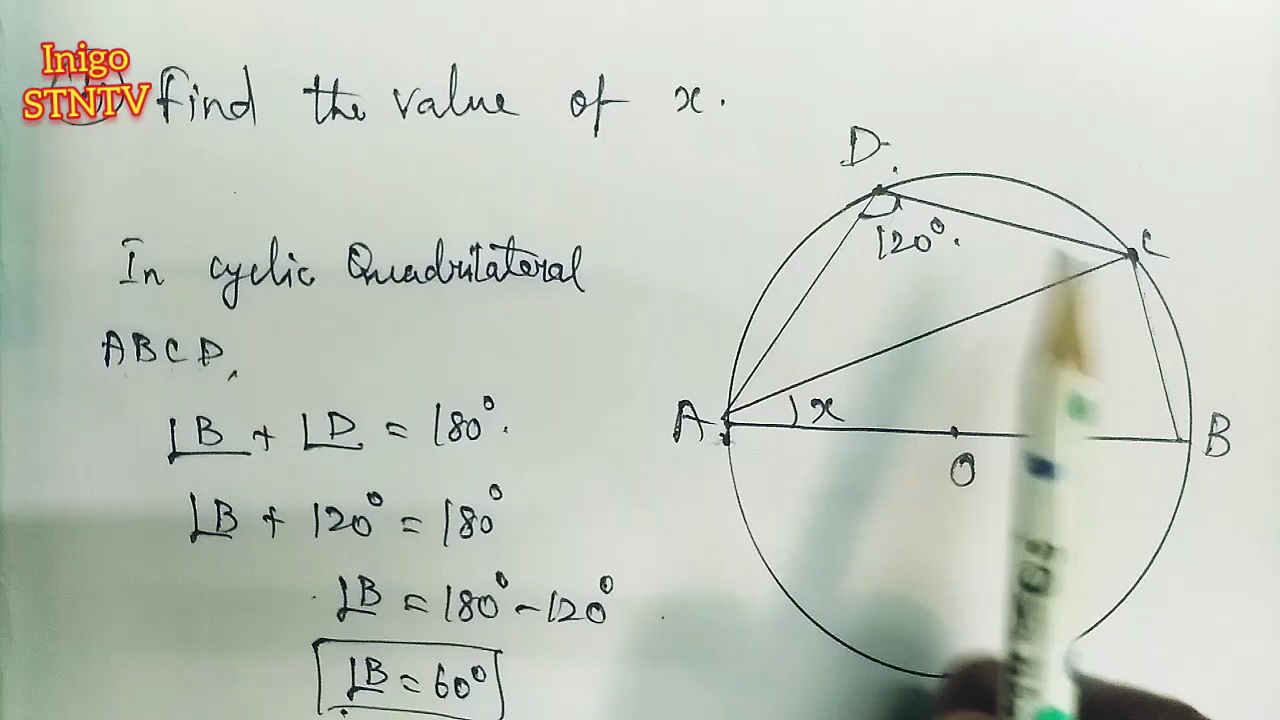 Inigo
STNTV
find the value of x.
In cyclic Quadrilateral
ABCD,
∠B + ∠D = 180°.
∠B + 120° = 180°
∠B = 180° - 120°
∠B = 60°
D
120°.
C
A
x
O
B